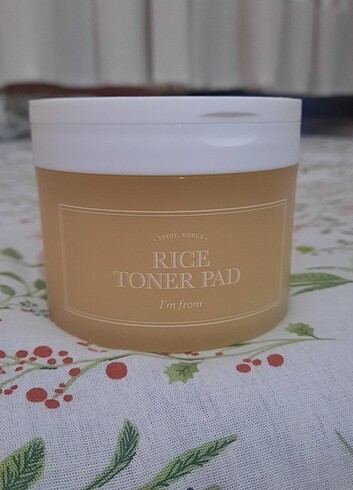 RICE
TONER PAD
I'm from